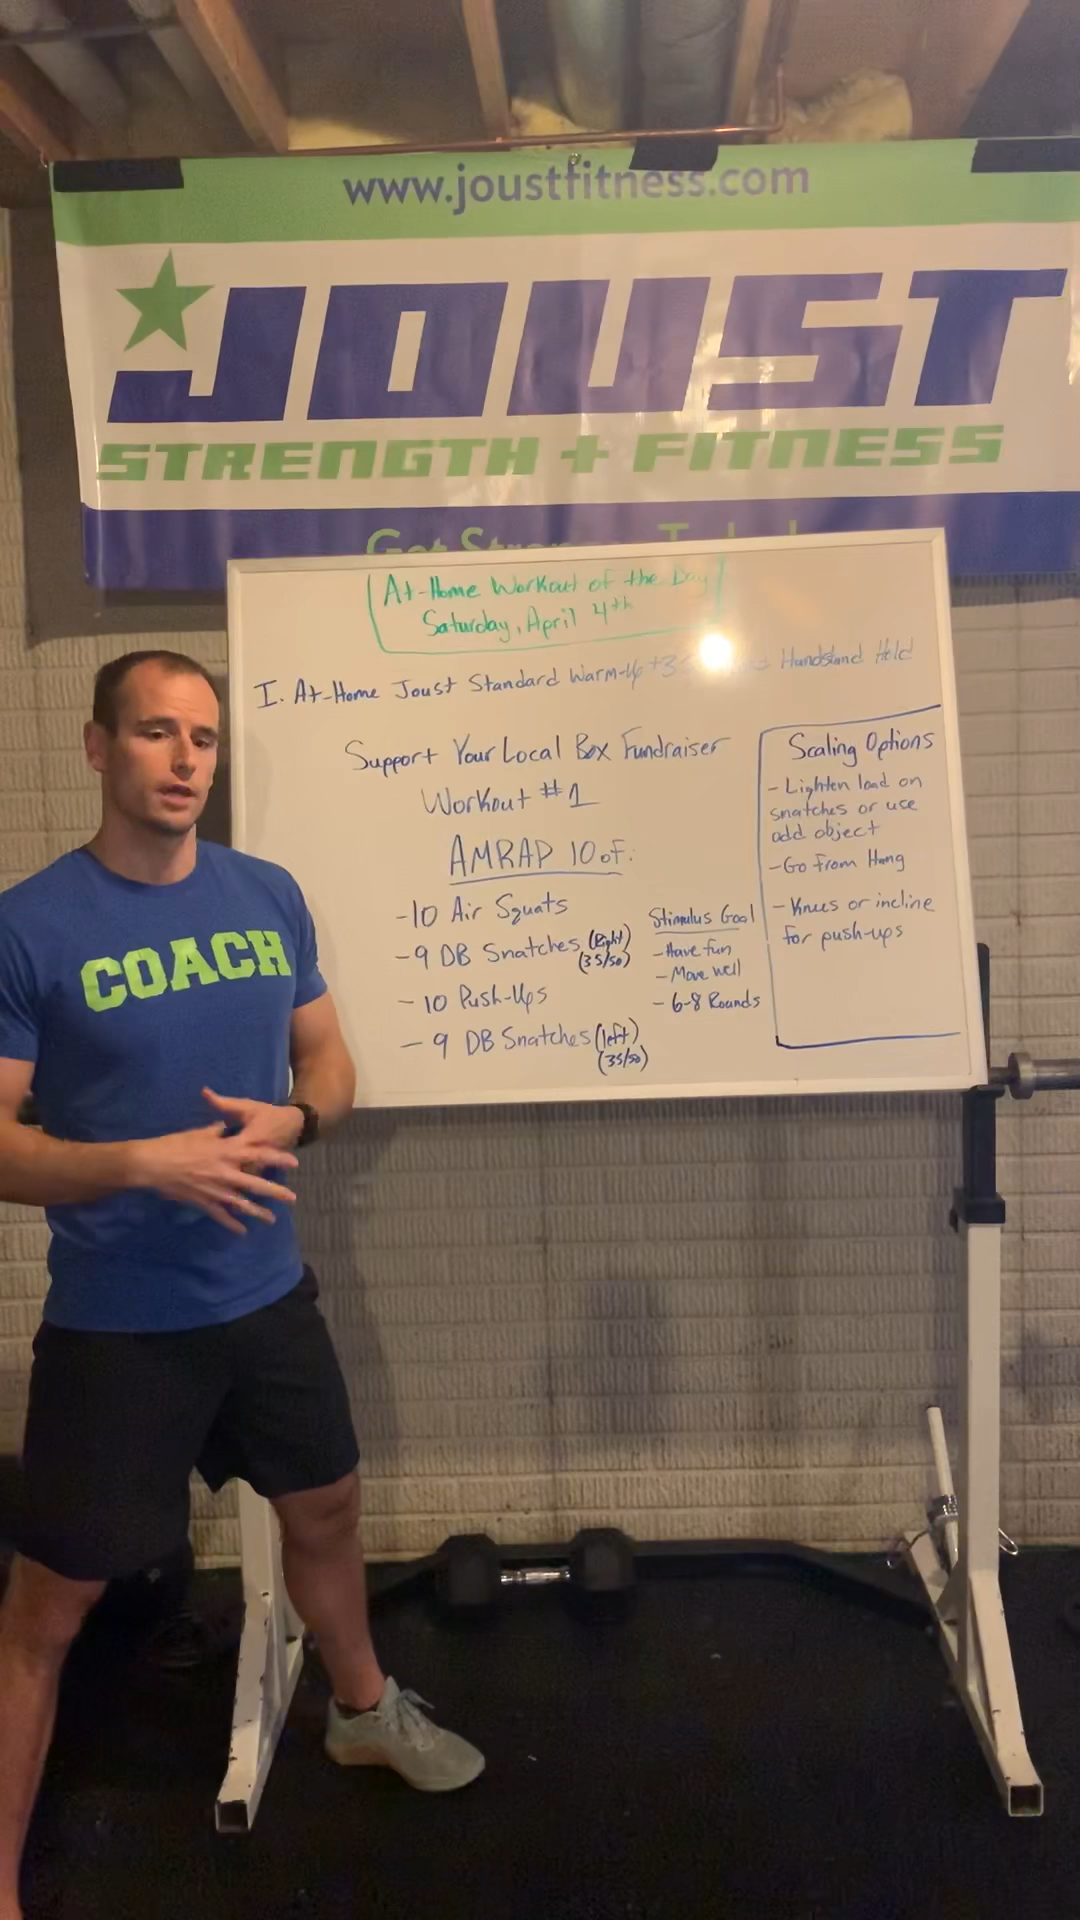 www.joustfitness.com
JOUST
STRENGTH + FITNESS
At-Home Workout of the Day
Saturday, April 4th
I. At-Home Joust Standard Warm-Up + Handstand Hold
Support Your Local Box Fundraiser
Workout #1
AMRAP 10 of:
-10 Air Squats
-9 DB Snatches (Right)
(35/50)
-10 Push-Ups
-9 DB Snatches (left)
(35/50)
Stimulus Goal
-Have fun
-Move well
-6-8 Rounds
Scaling Options
-Lighten load on
snatches or use
odd object
-Go from Hang
-Knees or incline
for push-ups
COACH